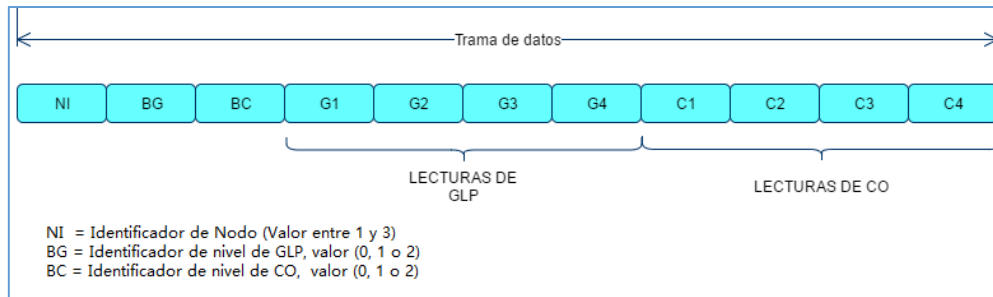 Trama de datos
NI BG BC G1 G2 G3 G4 C1 C2 C3 C4
LECTURAS DE
GLP
LECTURAS DE CO
NI = Identificador de Nodo (Valor entre 1 y 3)
BG = Identificador de nivel de GLP, valor (0, 1 o 2)
BC = Identificador de nivel de CO, valor (0, 1 o 2)